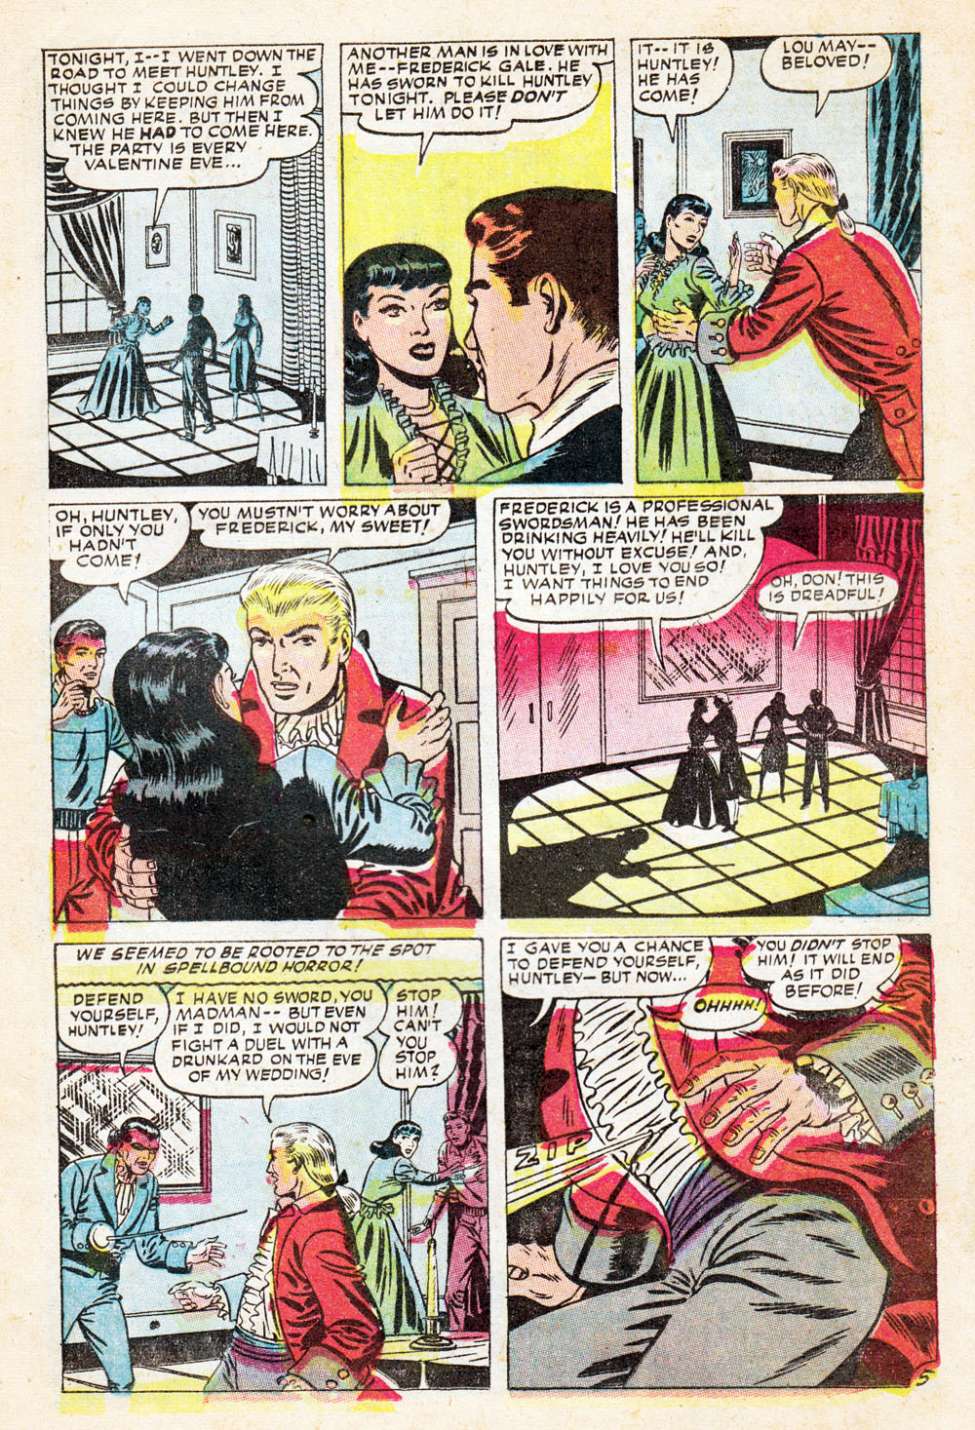 TONIGHT, I--I WENT DOWN THE
ROAD TO MEET HUNTLEY. I
THOUGHT I COULD CHANGE
THINGS BY KEEPING HIM FROM
COMING HERE. BUT THEN I
KNEW HE HAD TO COME HERE.
THE PARTY IS EVERY
VALENTINE EVE...
ANOTHER MAN IS IN LOVE WITH
ME--FREDERICK GALE. HE
HAS SWORN TO KILL HUNTLEY
TONIGHT. PLEASE DON'T
LET HIM DO IT!
IT--IT IS
HUNTLEY!
HE HAS
COME!
LOU MAY--
BELOVED!
OH, HUNTLEY,
IF ONLY YOU
HADN'T
COME!
YOU MUSTN'T WORRY ABOUT
FREDERICK, MY SWEET!
FREDERICK IS A PROFESSIONAL
SWORDSMAN! HE HAS BEEN
DRINKING HEAVILY! HE'LL KILL
YOU WITHOUT EXCUSE! AND,
HUNTLEY, I LOVE YOU SO!
I WANT THINGS TO END
HAPPILY FOR US!
OH, DON! THIS
IS DREADFUL!
WE SEEMED TO BE ROOTED TO THE SPOT
IN SPELLBOUND HORROR!
DEFEND
YOURSELF,
HUNTLEY!
I HAVE NO SWORD, YOU
MADMAN-- BUT EVEN
IF I DID, I WOULD NOT
FIGHT A DUEL WITH A
DRUNKARD ON THE EVE
OF MY WEDDING!
STOP
HIM!
CAN'T
YOU
STOP
HIM?
I GAVE YOU A CHANCE
TO DEFEND YOURSELF,
HUNTLEY--BUT NOW...
OHHHH!
YOU DIDN'T STOP
HIM! IT WILL END
AS IT DID
BEFORE!
ZIP
5